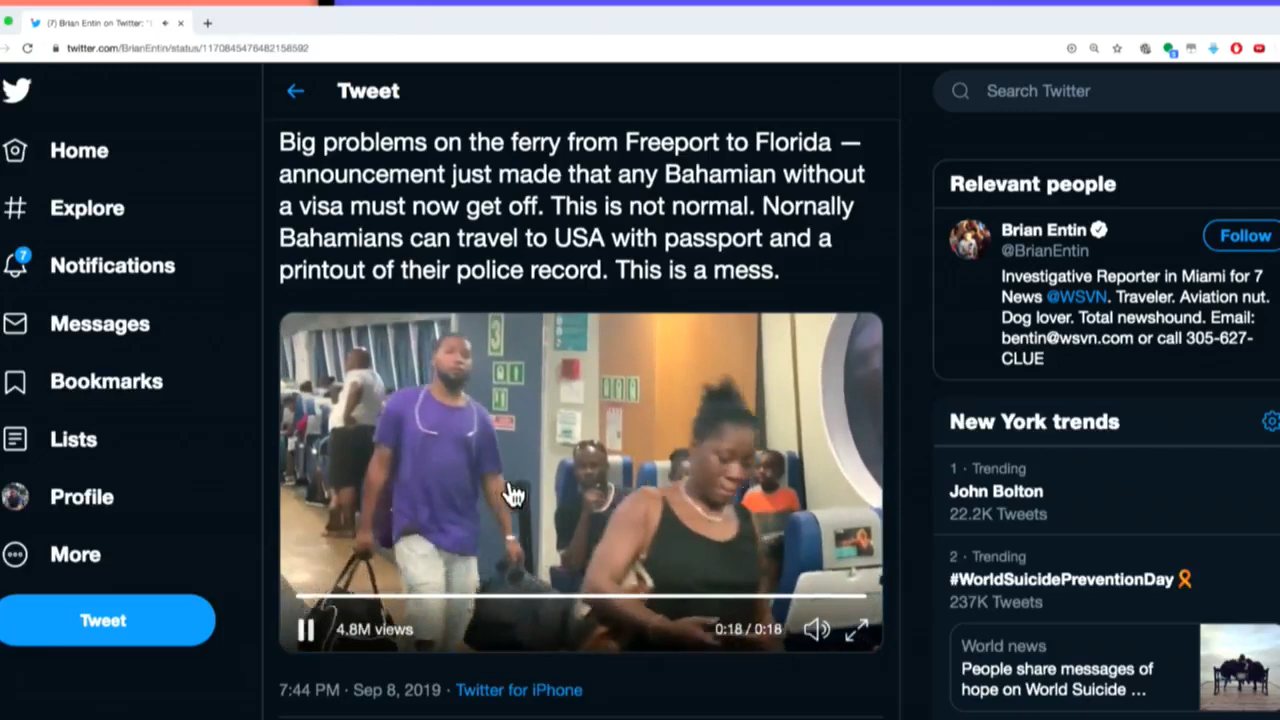 (7) Brian Entin on Twitter: "
twitter.com/BrianEntin/status/1170845476482158592
Tweet
Search Twitter
Home
Explore
7
Notifications
Messages
Bookmarks
Lists
Profile
More
Tweet
Big problems on the ferry from Freeport to Florida —
announcement just made that any Bahamian without
a visa must now get off. This is not normal. Nornally
Bahamians can travel to USA with passport and a
printout of their police record. This is a mess.
3
4.8M views
0:18 / 0:18
7:44 PM · Sep 8, 2019 · Twitter for iPhone
Relevant people
Brian Entin
@BrianEntin
Follow
Investigative Reporter in Miami for 7
News @WSVN. Traveler. Aviation nut.
Dog lover. Total newshound. Email:
bentin@wsvn.com or call 305-627-
CLUE
New York trends
1 · Trending
John Bolton
22.2K Tweets
2 · Trending
#WorldSuicidePreventionDay
237K Tweets
World news
People share messages of
hope on World Suicide ...